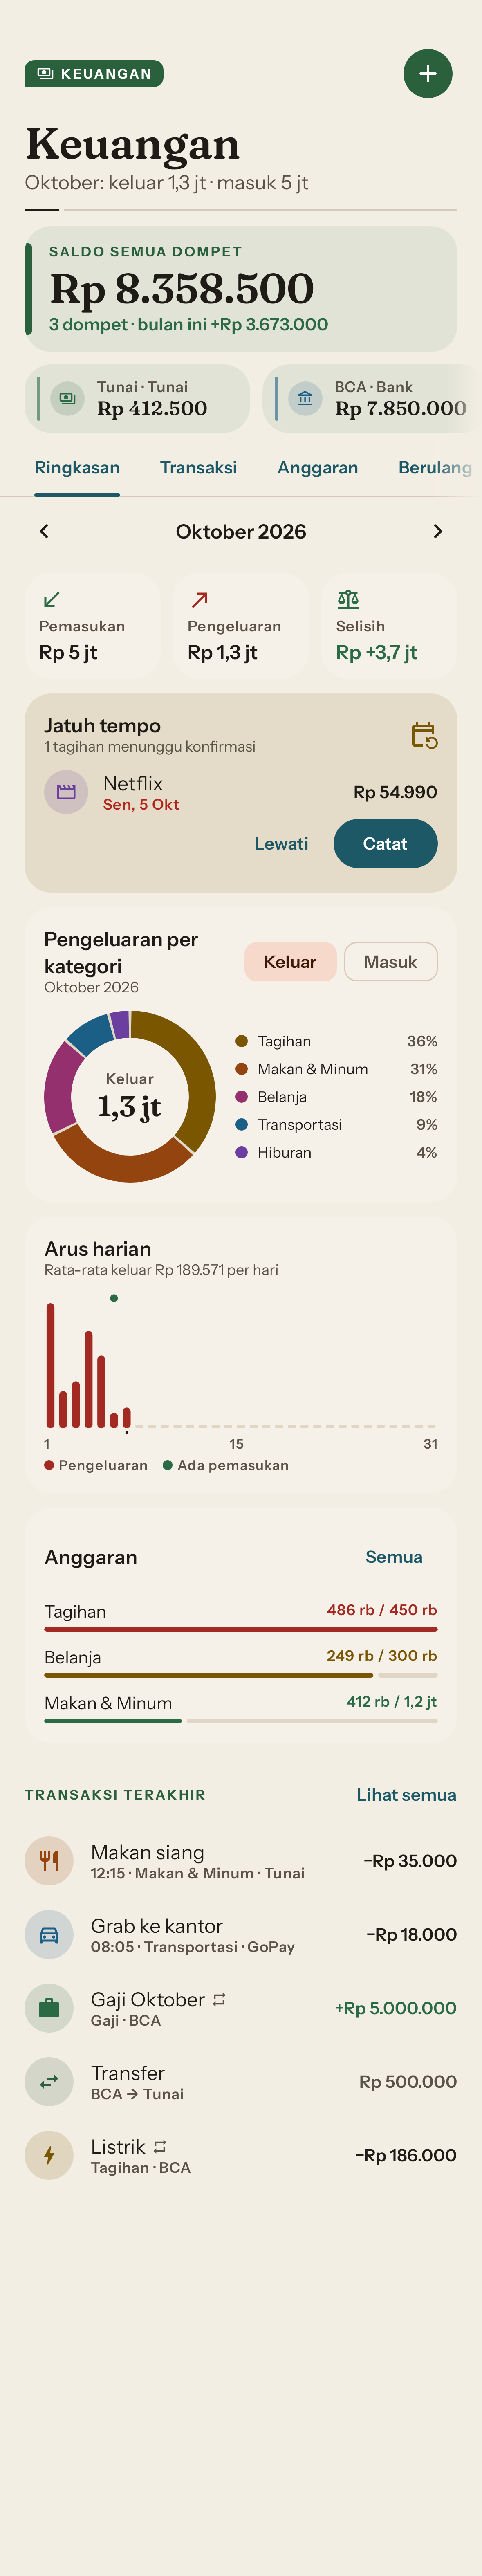 KEUANGAN
Keuangan
Oktober: keluar 1,3 jt · masuk 5 jt
SALDO SEMUA DOMPET
Rp 8.358.500
3 dompet · bulan ini +Rp 3.673.000
Tunai · Tunai
Rp 412.500
BCA · Bank
Rp 7.850.000
Ringkasan Transaksi Anggaran Berulang
Oktober 2026
Pemasukan
Rp 5 jt
Pengeluaran
Rp 1,3 jt
Selisih
Rp +3,7 jt
Jatuh tempo
1 tagihan menunggu konfirmasi
Netflix
Sen, 5 Okt
Rp 54.990
Lewati Catat
Pengeluaran per
kategori
Oktober 2026
Keluar Masuk
Keluar
1,3 jt
Tagihan 36%
Makan & Minum 31%
Belanja 18%
Transportasi 9%
Hiburan 4%
Arus harian
Rata-rata keluar Rp 189.571 per hari
1 15 31
Pengeluaran Ada pemasukan
Anggaran Semua
Tagihan 486 rb / 450 rb
Belanja 249 rb / 300 rb
Makan & Minum 412 rb / 1,2 jt
TRANSAKSI TERAKHIR Lihat semua
Makan siang
12:15 · Makan & Minum · Tunai
−Rp 35.000
Grab ke kantor
08:05 · Transportasi · GoPay
−Rp 18.000
Gaji Oktober
Gaji · BCA
+Rp 5.000.000
Transfer
BCA → Tunai
Rp 500.000
Listrik
Tagihan · BCA
−Rp 186.000